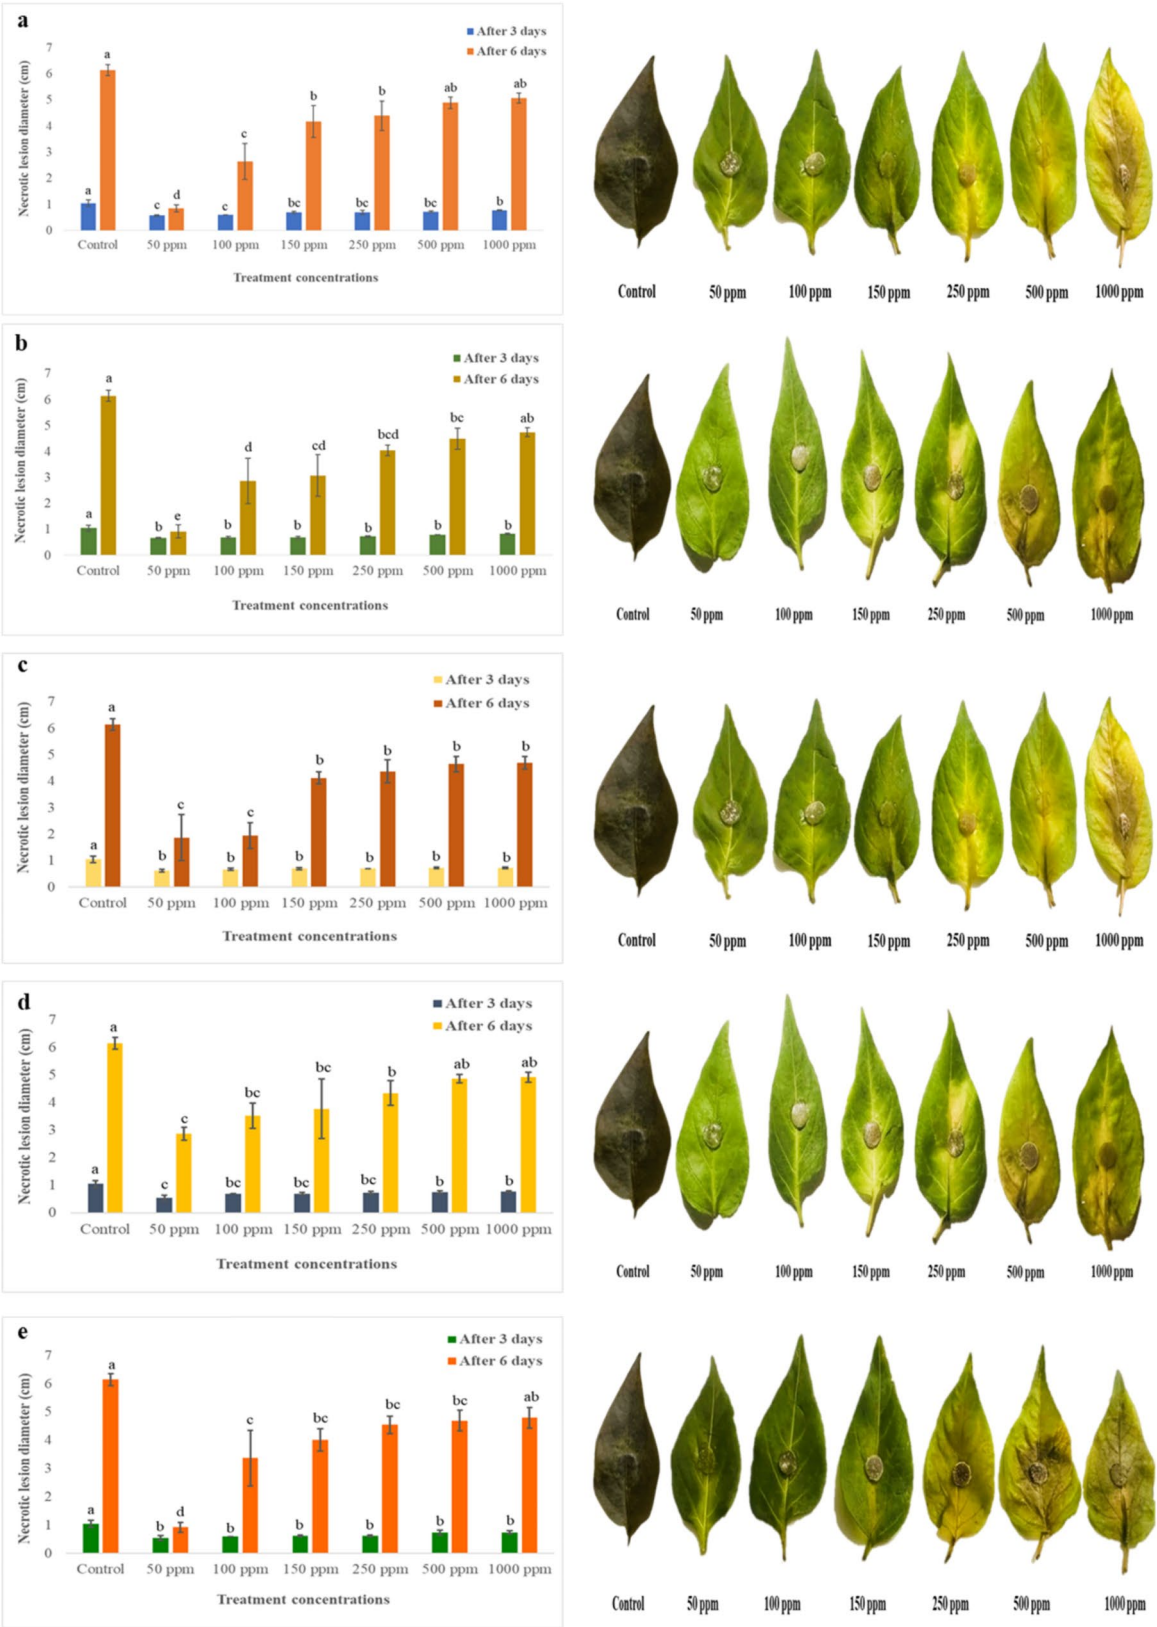 a
After 3 days
After 6 days
Necrotic lesion diameter (cm)
7
6
5
4
3
2
1
0
a a
c d
c c
bc b
bc b
bc ab
b ab
Control 50 ppm 100 ppm 150 ppm 250 ppm 500 ppm 1000 ppm
Treatment concentrations
Control 50 ppm 100 ppm 150 ppm 250 ppm 500 ppm 1000 ppm
b
After 3 days
After 6 days
Necrotic lesion diameter (cm)
7
6
5
4
3
2
1
0
a a
b e
b d
b cd
b bcd
b bc
b ab
Control 50 ppm 100 ppm 150 ppm 250 ppm 500 ppm 1000 ppm
Treatment concentrations
Control 50 ppm 100 ppm 150 ppm 250 ppm 500 ppm 1000 ppm
c
After 3 days
After 6 days
Necrotic lesion diameter (cm)
7
6
5
4
3
2
1
0
a a
b c
b c
b b
b b
b b
b b
Control 50 ppm 100 ppm 150 ppm 250 ppm 500 ppm 1000 ppm
Treatment concentrations
Control 50 ppm 100 ppm 150 ppm 250 ppm 500 ppm 1000 ppm
d
After 3 days
After 6 days
Necrotic lesion diameter (cm)
7
6
5
4
3
2
1
0
a a
c c
bc bc
bc bc
bc b
b ab
b ab
Control 50 ppm 100 ppm 150 ppm 250 ppm 500 ppm 1000 ppm
Treatment concentrations
Control 50 ppm 100 ppm 150 ppm 250 ppm 500 ppm 1000 ppm
e
After 3 days
After 6 days
Necrotic lesion diameter (cm)
7
6
5
4
3
2
1
0
a a
b d
b c
b bc
b bc
b bc
b ab
Control 50 ppm 100 ppm 150 ppm 250 ppm 500 ppm 1000 ppm
Treatment concentrations
Control 50 ppm 100 ppm 150 ppm 250 ppm 500 ppm 1000 ppm